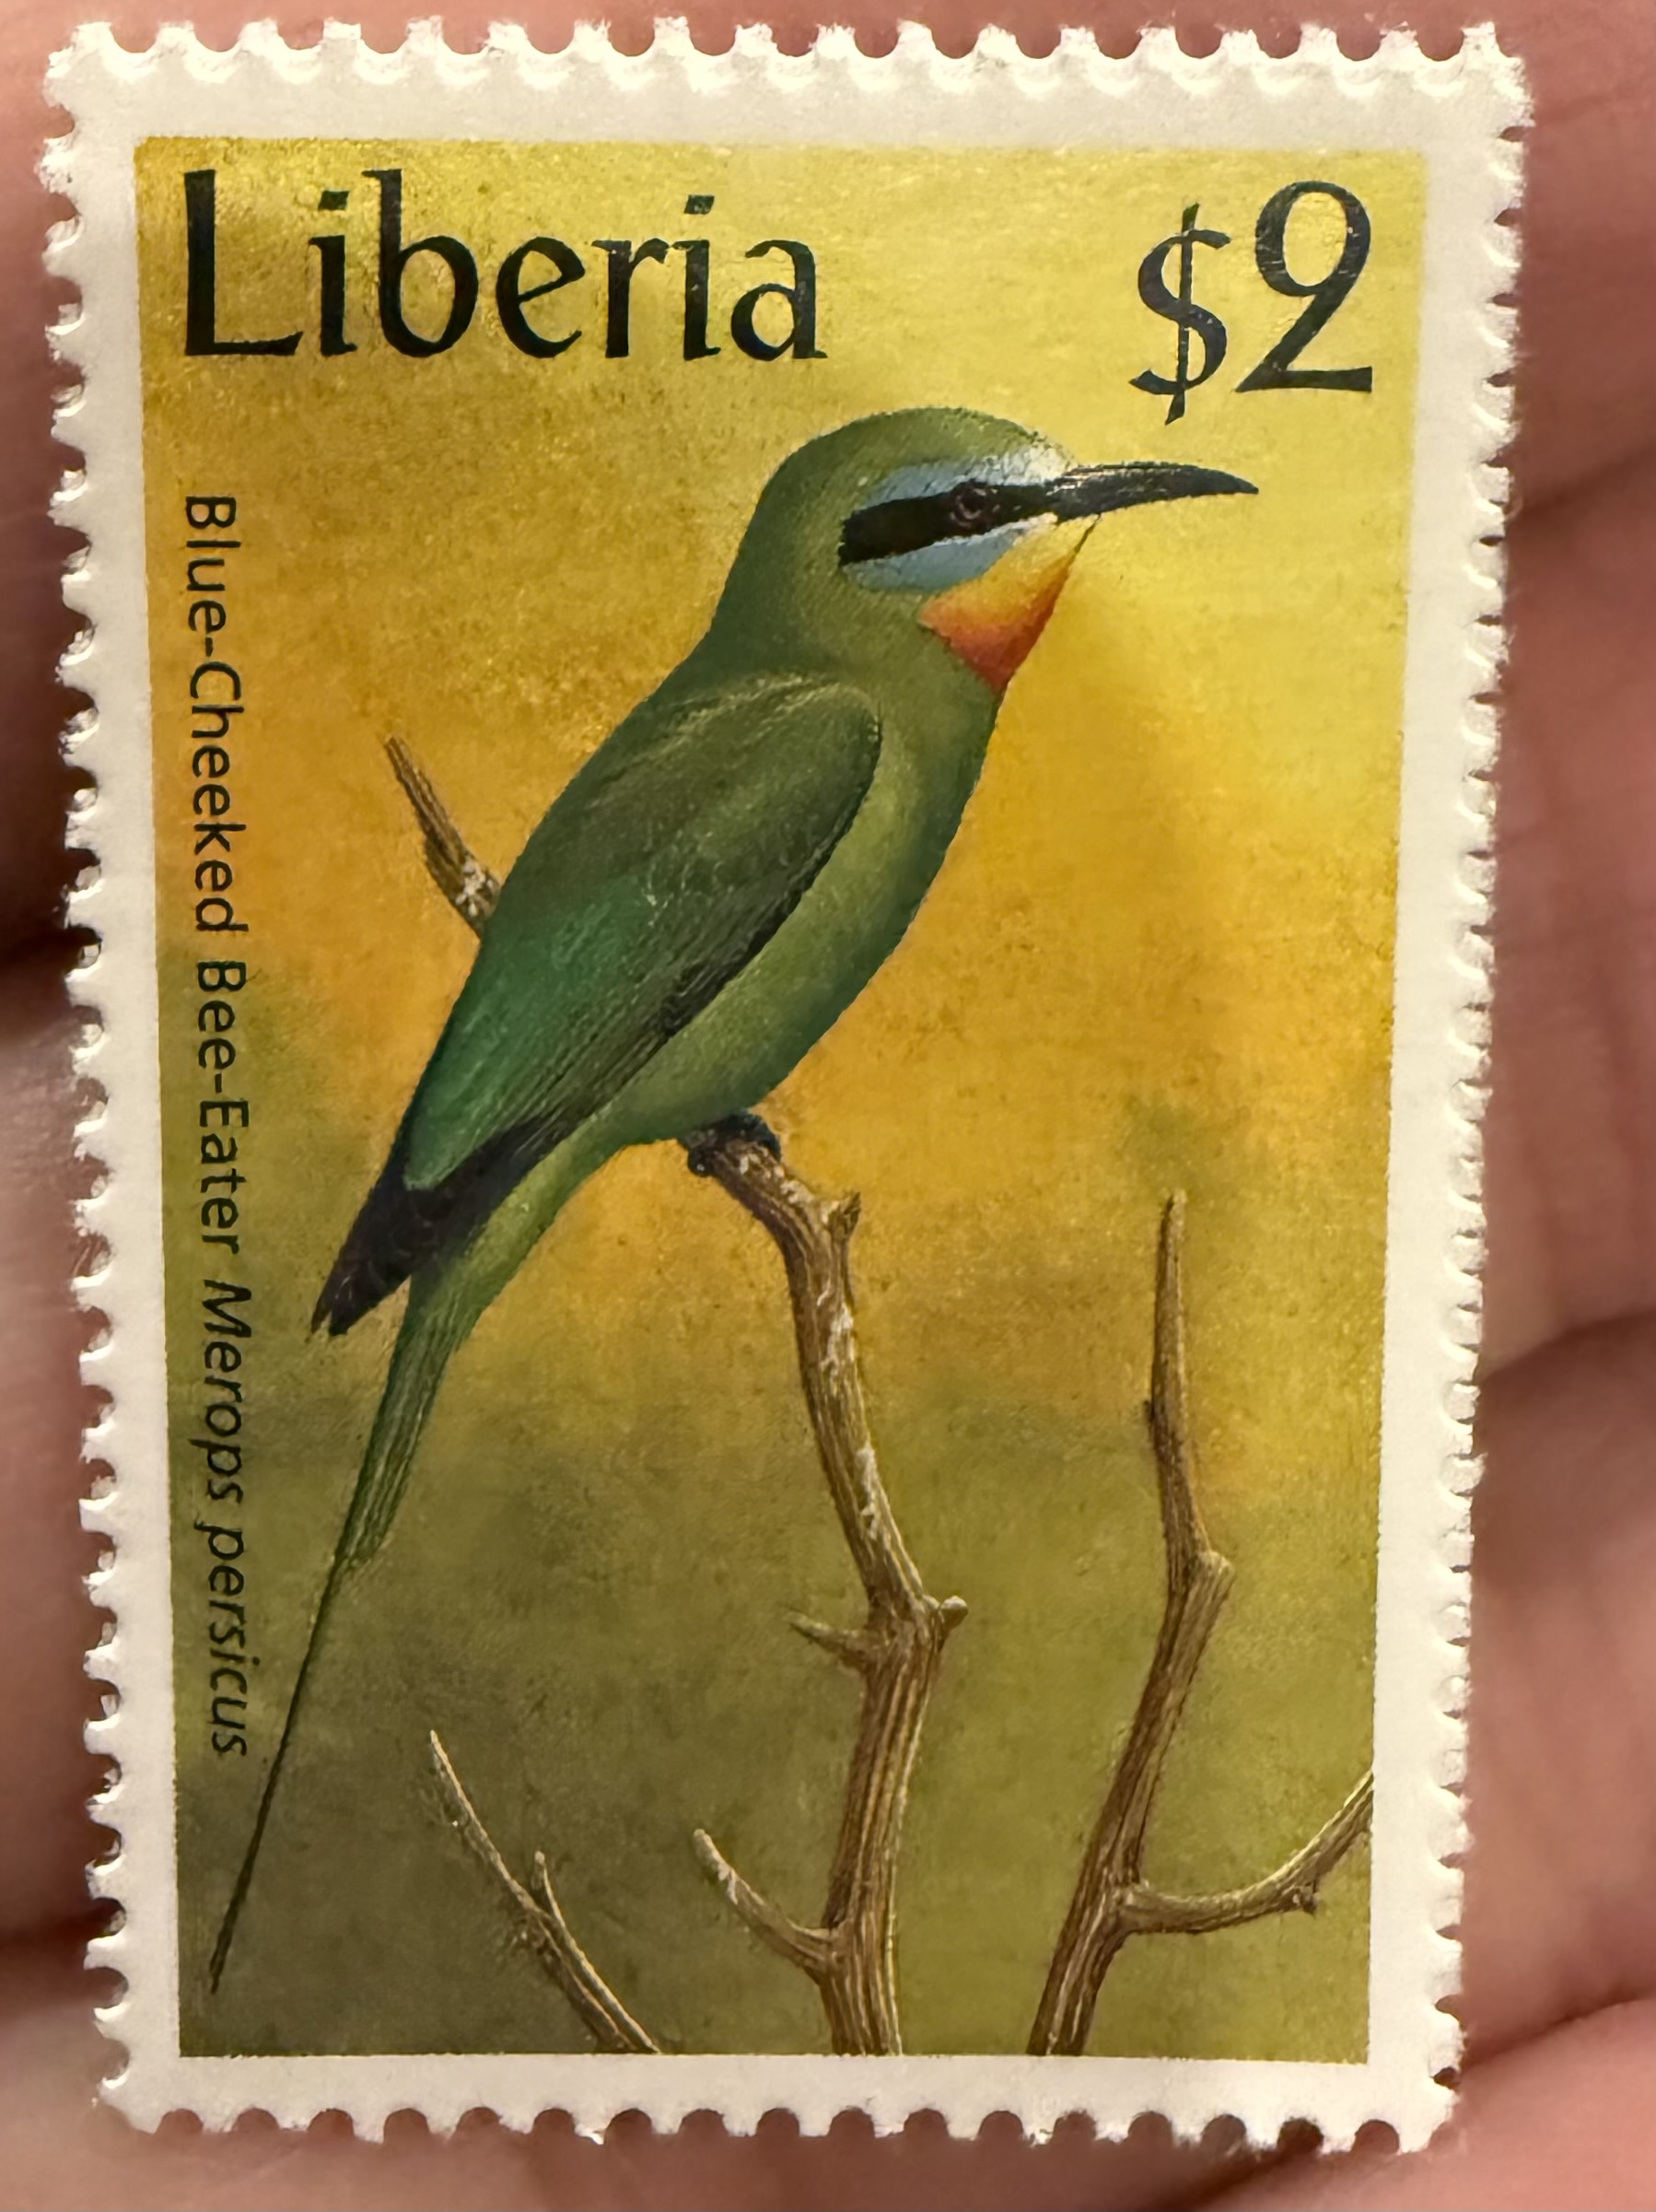 Liberia
$2
Blue-Cheeked Bee-Eater Merops persicus